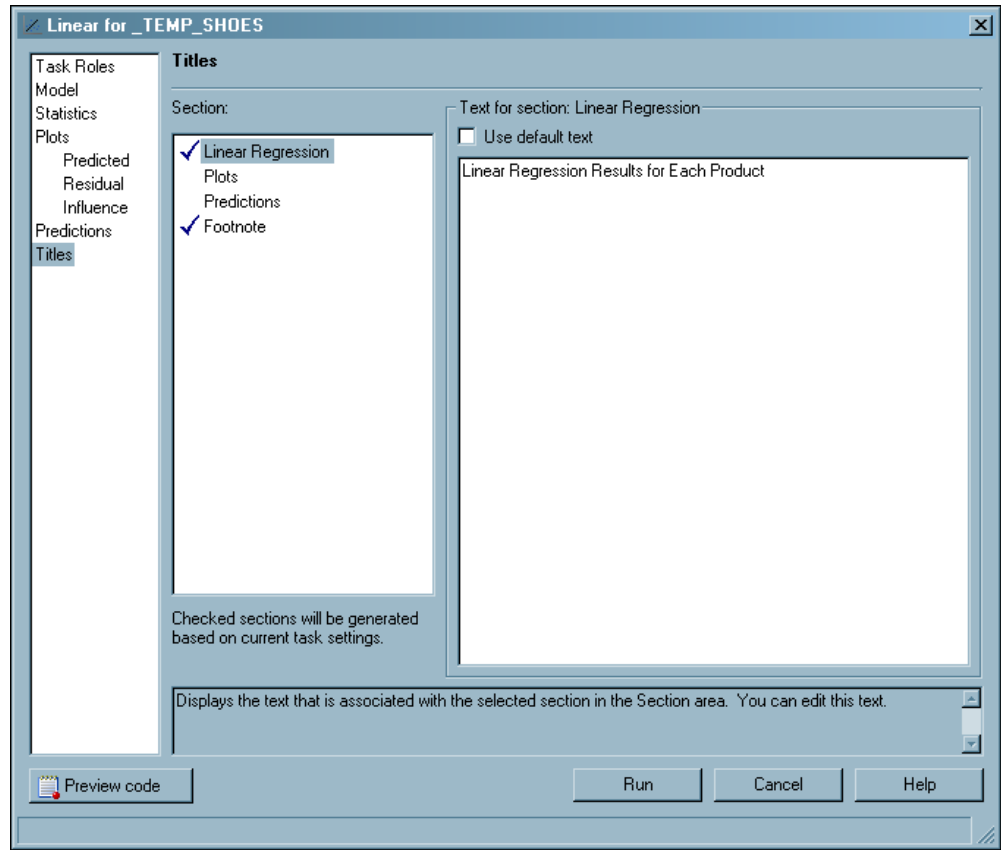 Linear for _TEMP_SHOES
Task Roles
Model
Statistics
Plots
Predicted
Residual
Influence
Predictions
Titles
Titles
Section:
Linear Regression
Plots
Predictions
Footnote
Checked sections will be generated
based on current task settings.
Text for section: Linear Regression
Use default text
Linear Regression Results for Each Product
Displays the text that is associated with the selected section in the Section area.  You can edit this text.
Preview code
Run
Cancel
Help